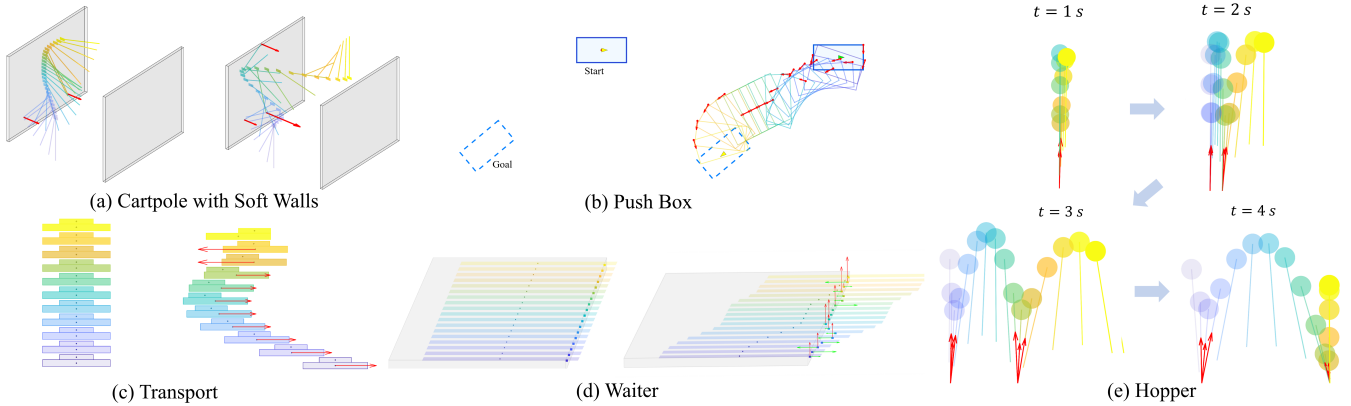 t = 1 s
t = 2 s
Start
Goal
(a) Cartpole with Soft Walls
(b) Push Box
t = 3 s
t = 4 s
(c) Transport
(d) Waiter
(e) Hopper